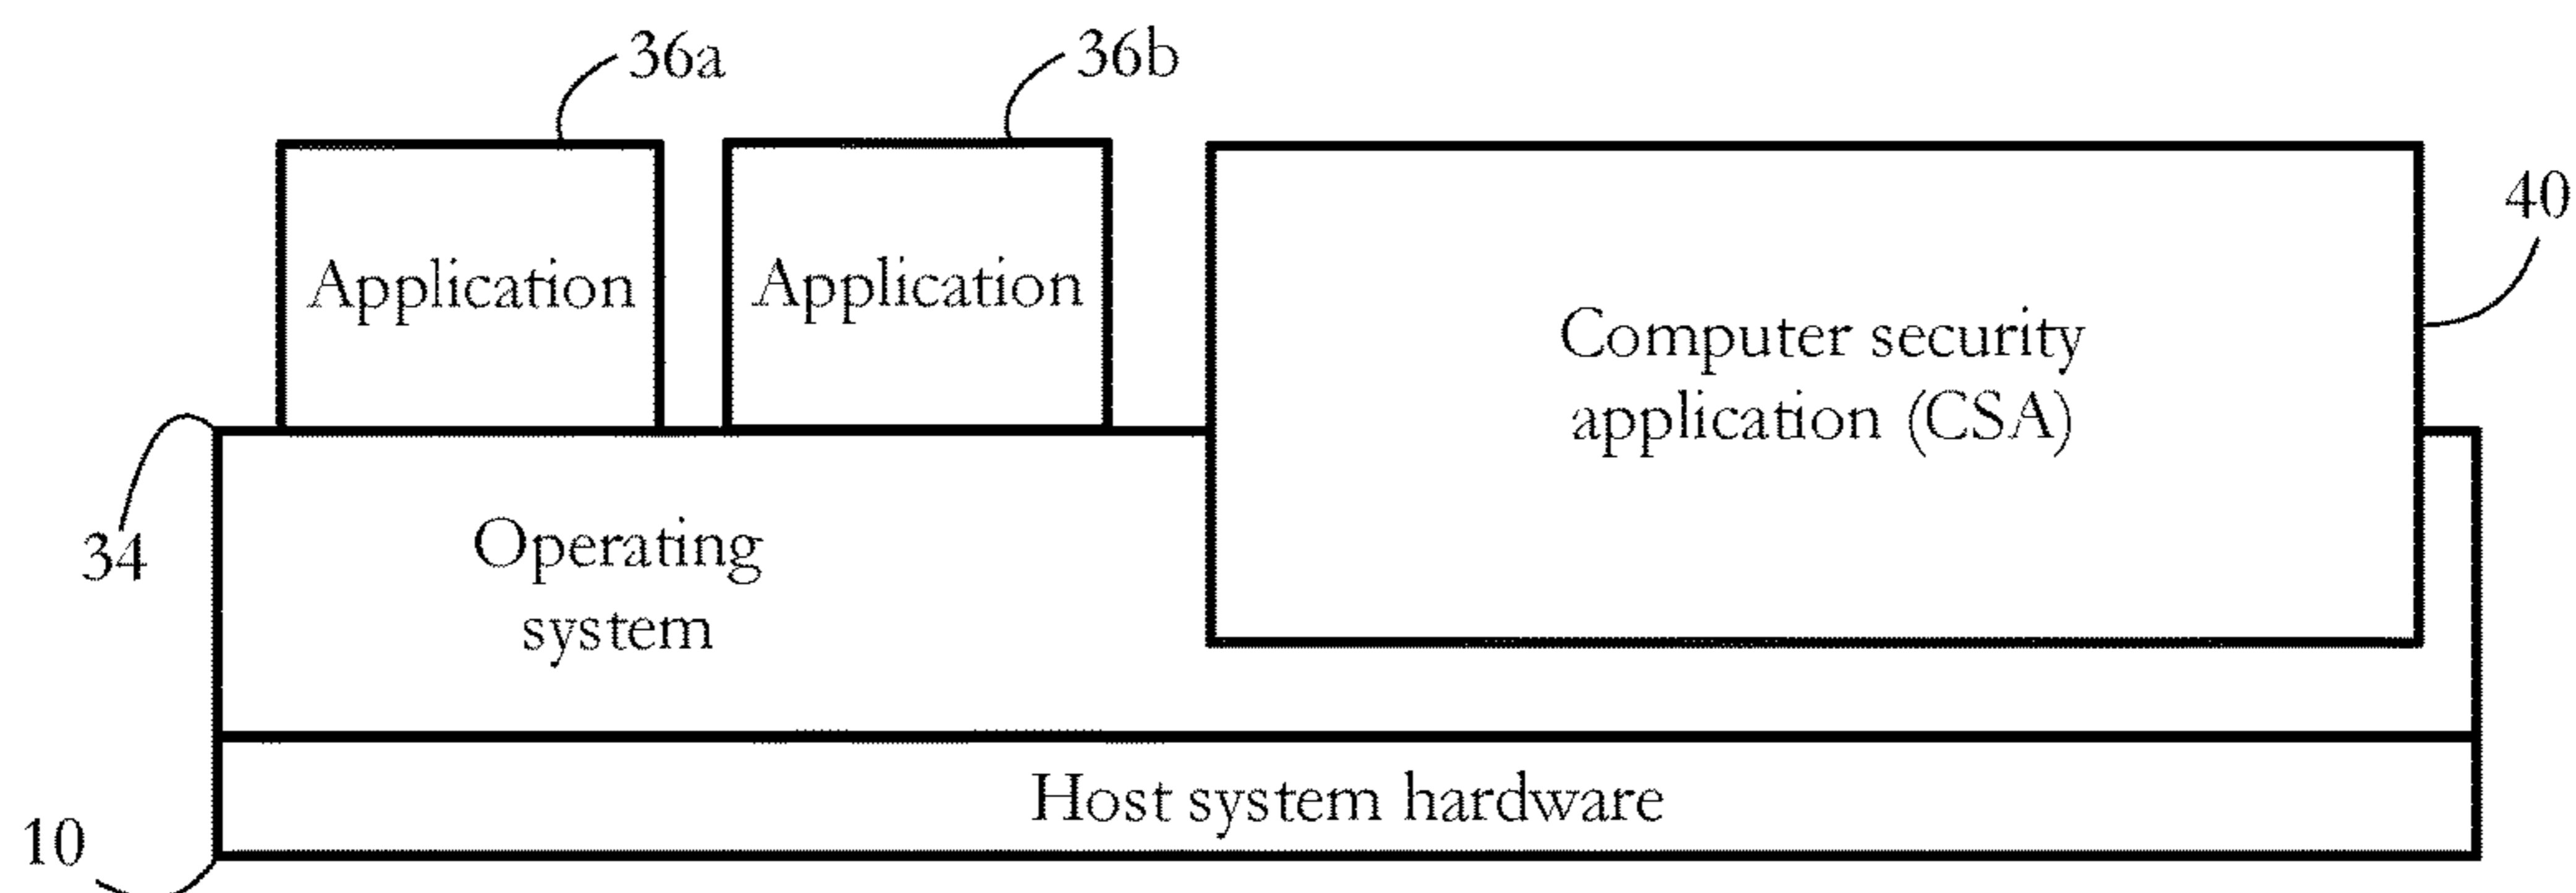 36a
36b
40
Application
Application
Computer security
application (CSA)
34
Operating
system
Host system hardware
10